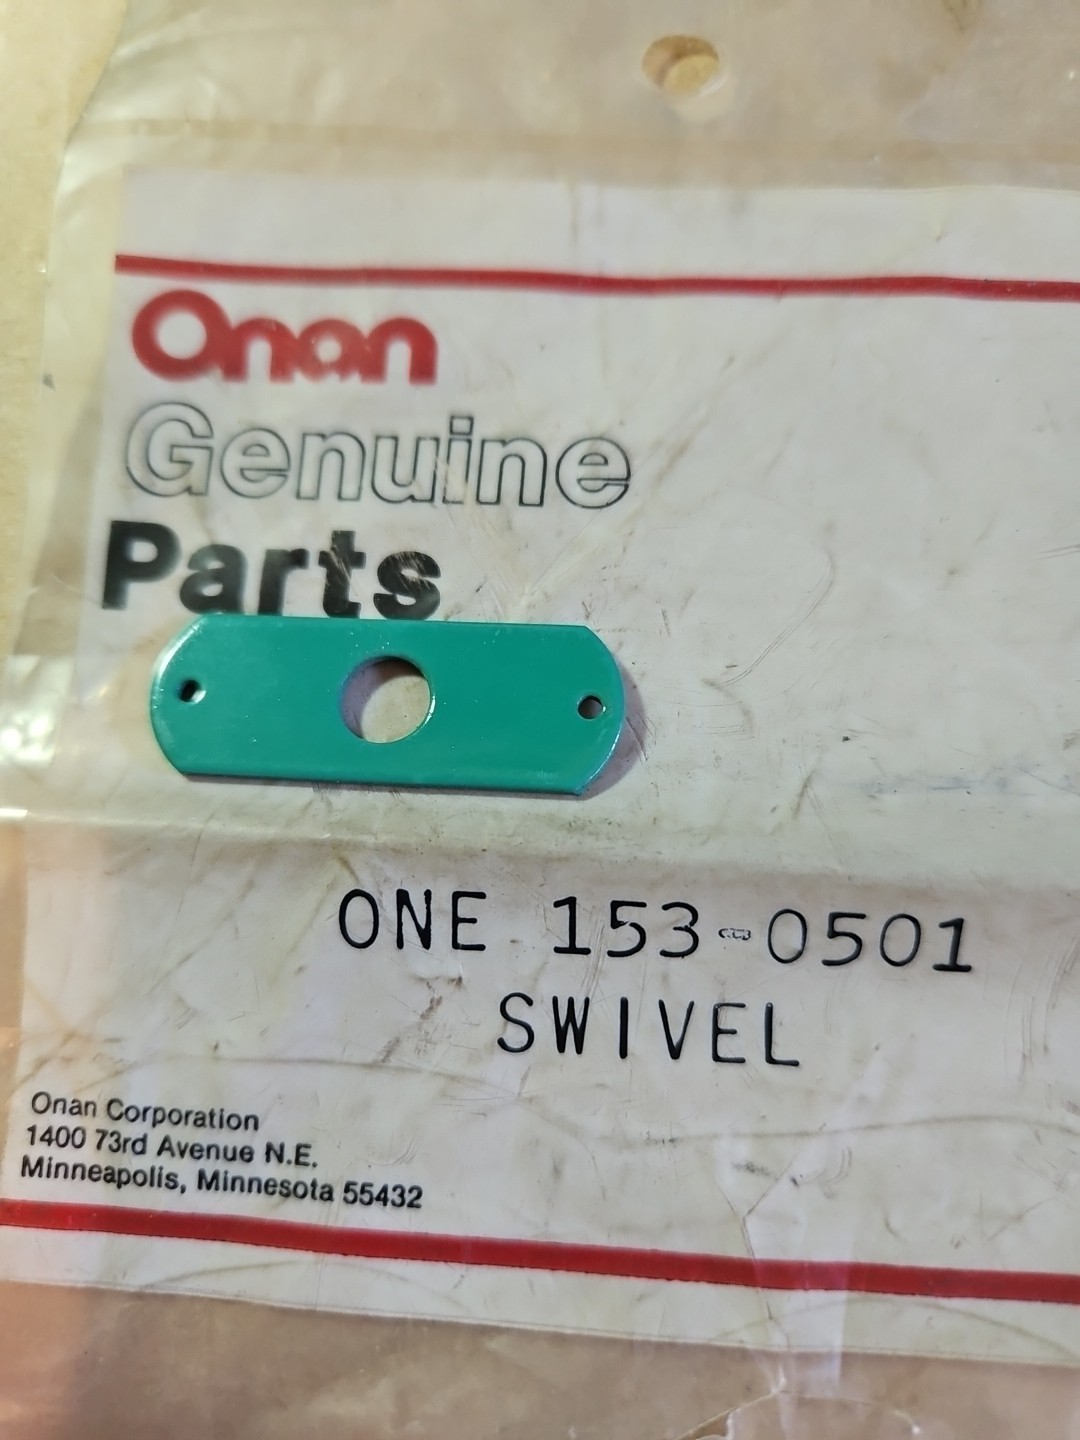 Onan
Genuine
Parts
ONE 153-0501
SWIVEL
Onan Corporation
1400 73rd Avenue N.E.
Minneapolis, Minnesota 55432